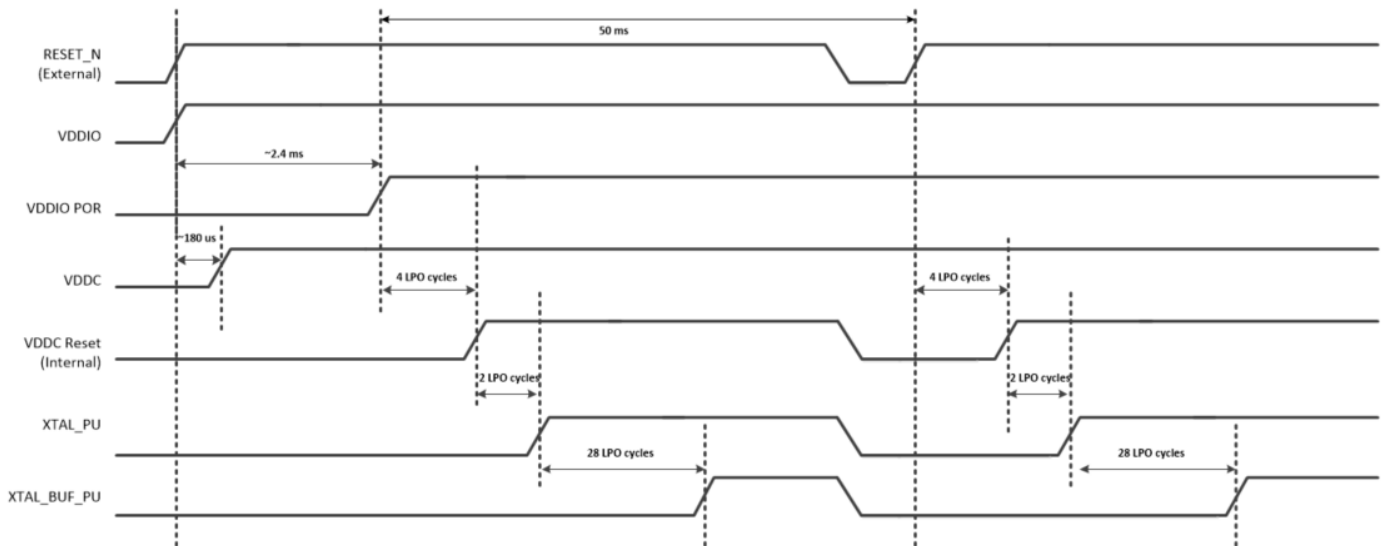 50 ms
RESET_N
(External)
VDDIO
~2.4 ms
VDDIO POR
~180 us
VDDC
4 LPO cycles
4 LPO cycles
VDDC Reset
(Internal)
2 LPO cycles
2 LPO cycles
XTAL_PU
28 LPO cycles
28 LPO cycles
XTAL_BUF_PU